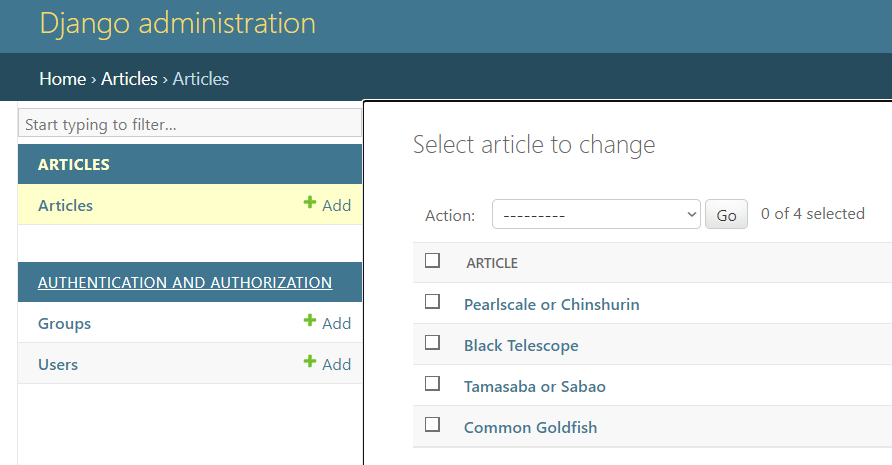 Django administration
Home › Articles › Articles
Start typing to filter...
ARTICLES
Articles
Add
AUTHENTICATION AND AUTHORIZATION
Groups
Add
Users
Add
Select article to change
Action: --------- Go 0 of 4 selected
ARTICLE
Pearlscale or Chinshurin
Black Telescope
Tamasaba or Sabao
Common Goldfish